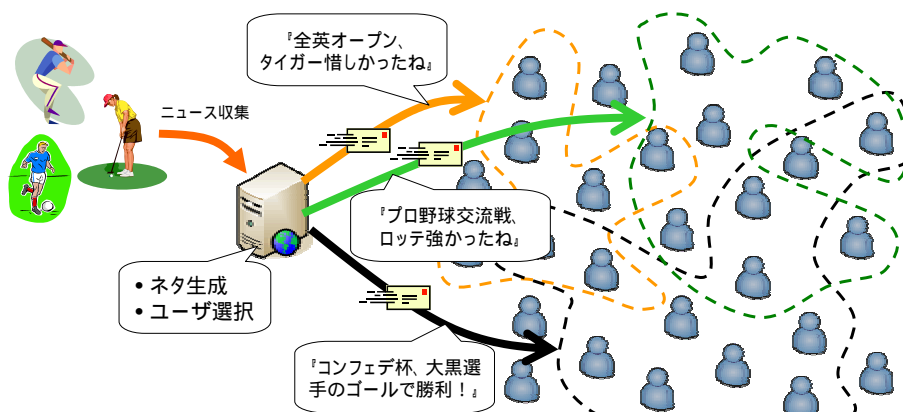 『全英オープン、
タイガー惜しかったね』
ニュース収集
『プロ野球交流戦、
ロッテ強かったね』
• ネタ生成
• ユーザ選択
『コンフェデ杯、大黒選
手のゴールで勝利！』